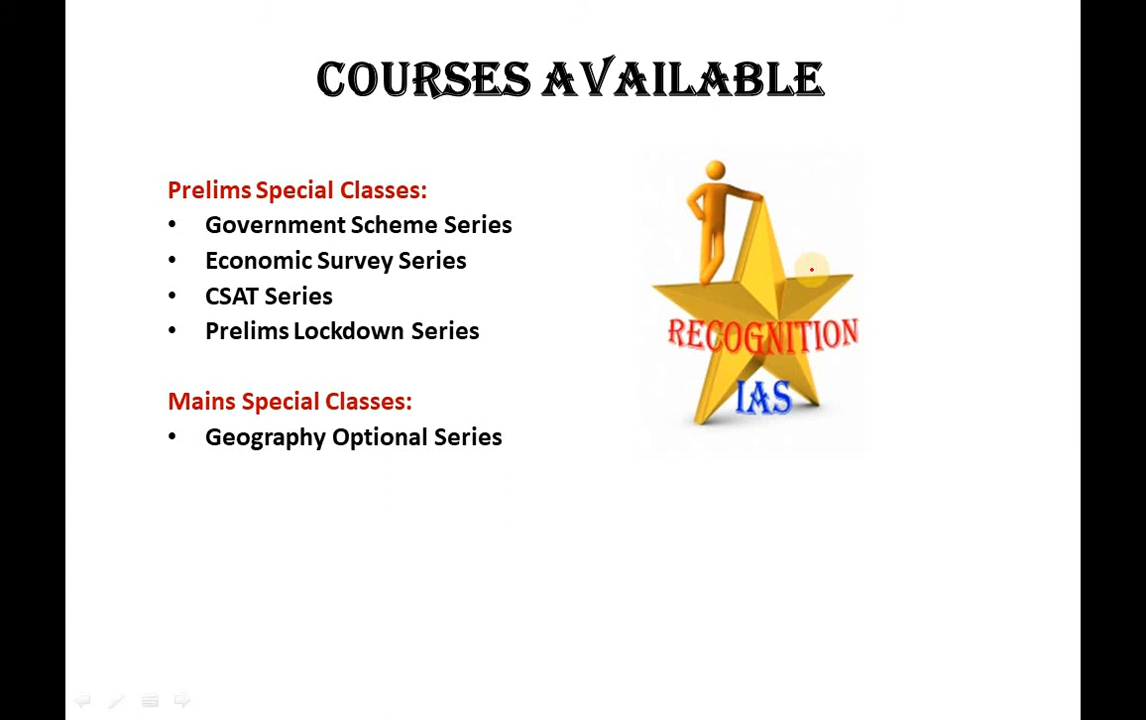 COURSES AVAILABLE
Prelims Special Classes:
• Government Scheme Series
• Economic Survey Series
• CSAT Series
• Prelims Lockdown Series
Mains Special Classes:
• Geography Optional Series
RECOGNITION
IAS